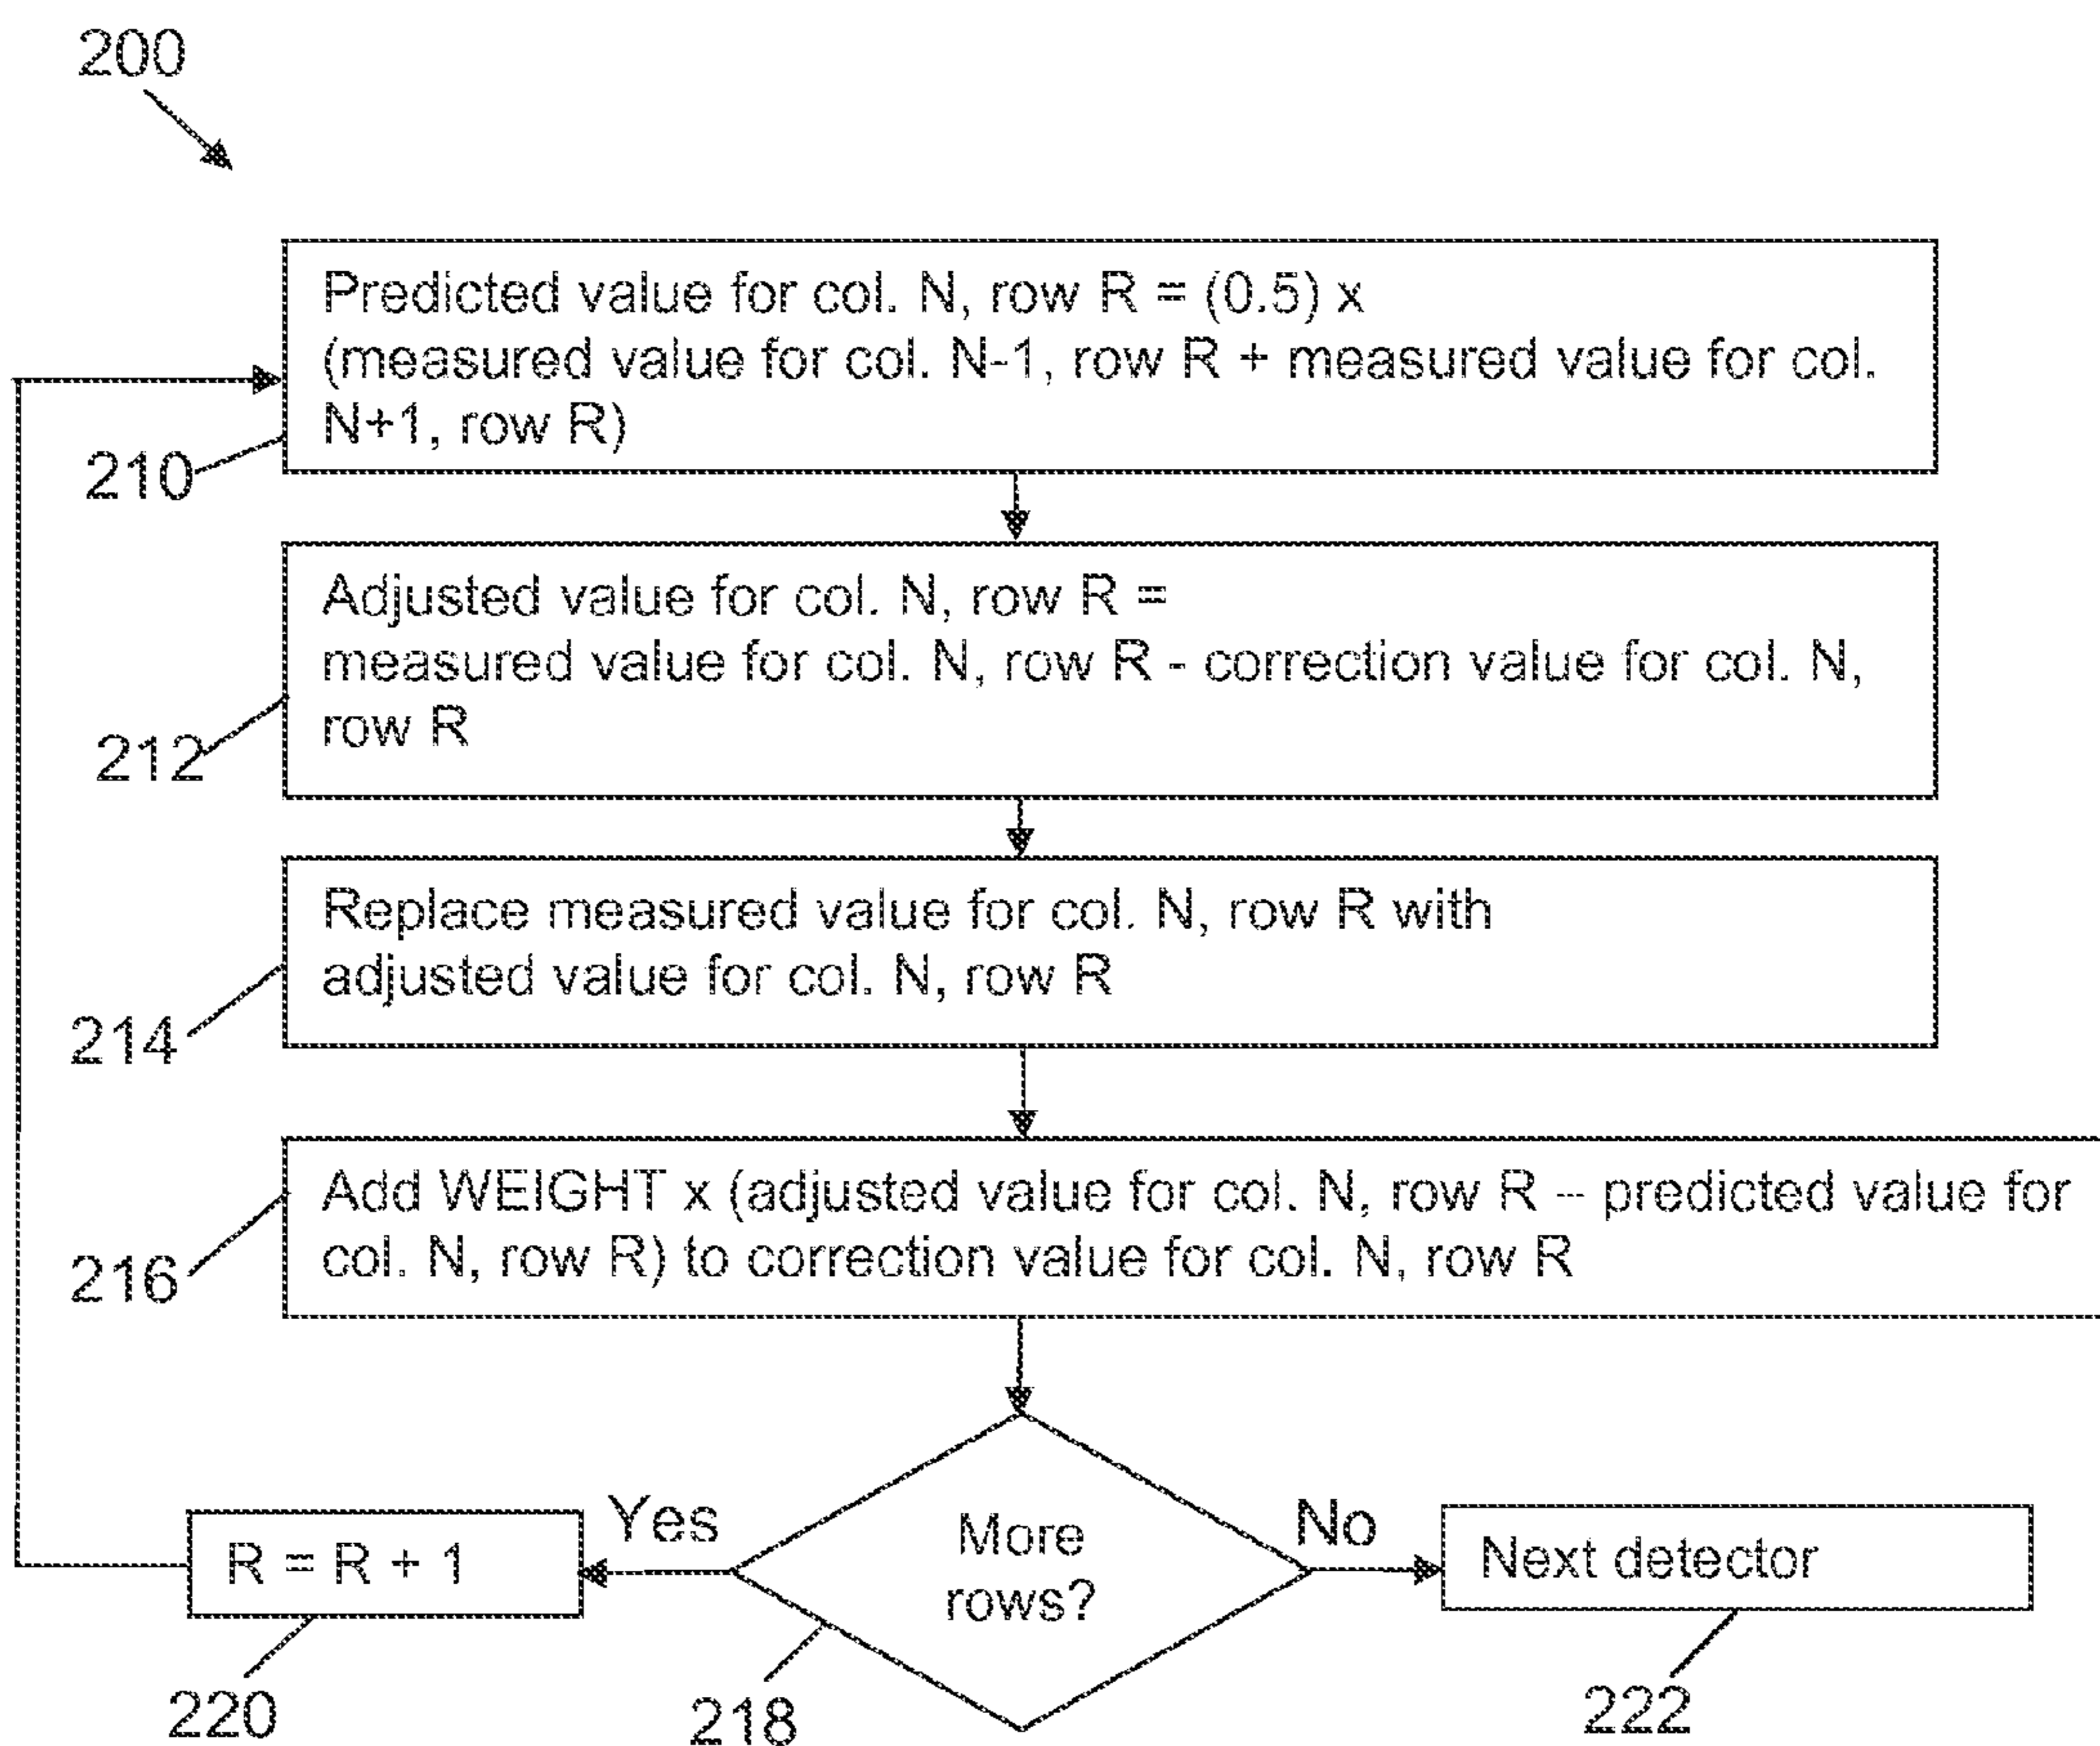 200
Predicted value for col. N, row R = (0.5) x
(measured value for col. N-1, row R + measured value for col.
N+1, row R)
210
Adjusted value for col. N, row R =
measured value for col. N, row R - correction value for col. N,
row R
212
Replace measured value for col. N, row R with
adjusted value for col. N, row R
214
Add WEIGHT x (adjusted value for col. N, row R – predicted value for
col. N, row R) to correction value for col. N, row R
216
R = R + 1
Yes
More
rows?
No
Next detector
220
218
222